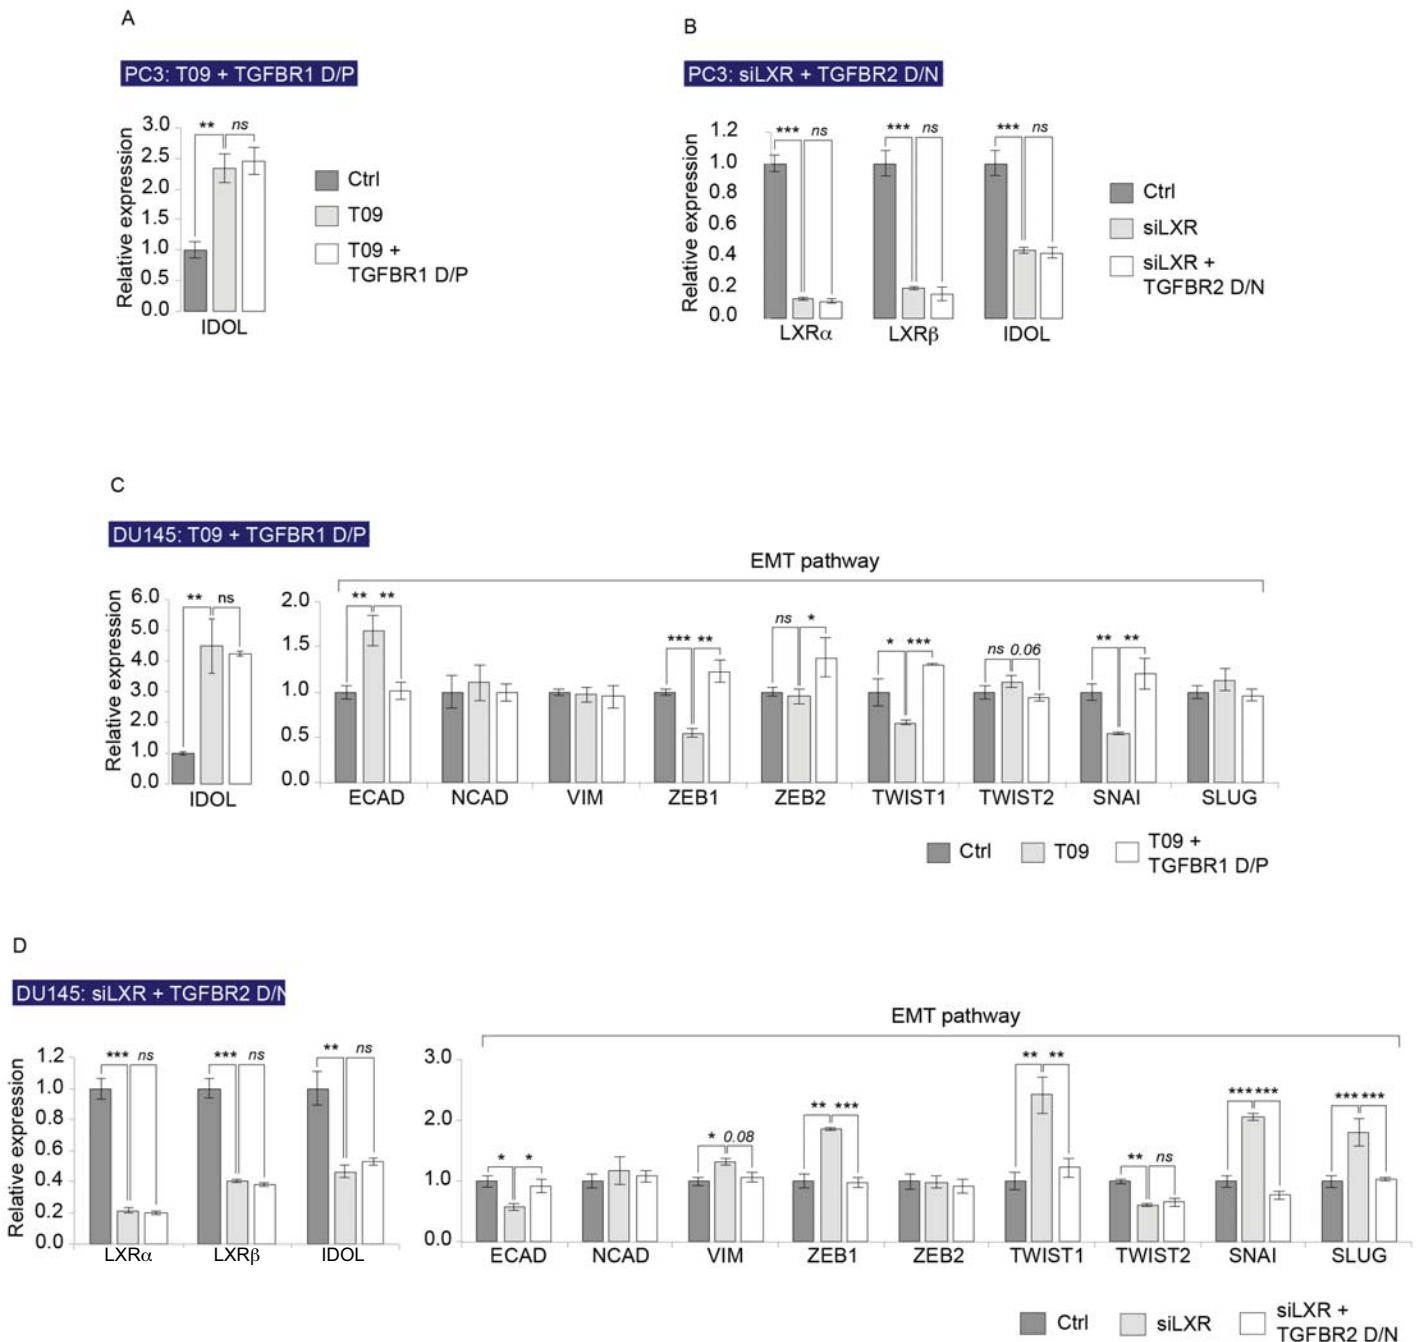 A
PC3: T09 + TGFBR1 D/P
Relative expression
3.0
2.5
2.0
1.5
1.0
0.5
0.0
** ns
IDOL
Ctrl
T09
T09 +
TGFBR1 D/P
B
PC3: siLXR + TGFBR2 D/N
Relative expression
1.2
1.0
0.8
0.6
0.4
0.2
0.0
*** ns *** ns *** ns
LXRα LXRβ IDOL
Ctrl
siLXR
siLXR +
TGFBR2 D/N
C
DU145: T09 + TGFBR1 D/P
Relative expression
6.0
5.0
4.0
3.0
2.0
1.0
0.0
** ns
IDOL
EMT pathway
2.0
1.5
1.0
0.5
0.0
** ** *** ** ns * * *** ns 0.06 ** **
ECAD NCAD VIM ZEB1 ZEB2 TWIST1 TWIST2 SNAI SLUG
Ctrl
T09
T09 +
TGFBR1 D/P
D
DU145: siLXR + TGFBR2 D/N
Relative expression
1.2
1.0
0.8
0.6
0.4
0.2
0.0
*** ns *** ns ** ns
LXRα LXRβ IDOL
EMT pathway
3.0
2.0
1.0
0.0
* * * 0.08 ** *** ** ** ** ns *** *** *** ***
ECAD NCAD VIM ZEB1 ZEB2 TWIST1 TWIST2 SNAI SLUG
Ctrl
siLXR
siLXR +
TGFBR2 D/N